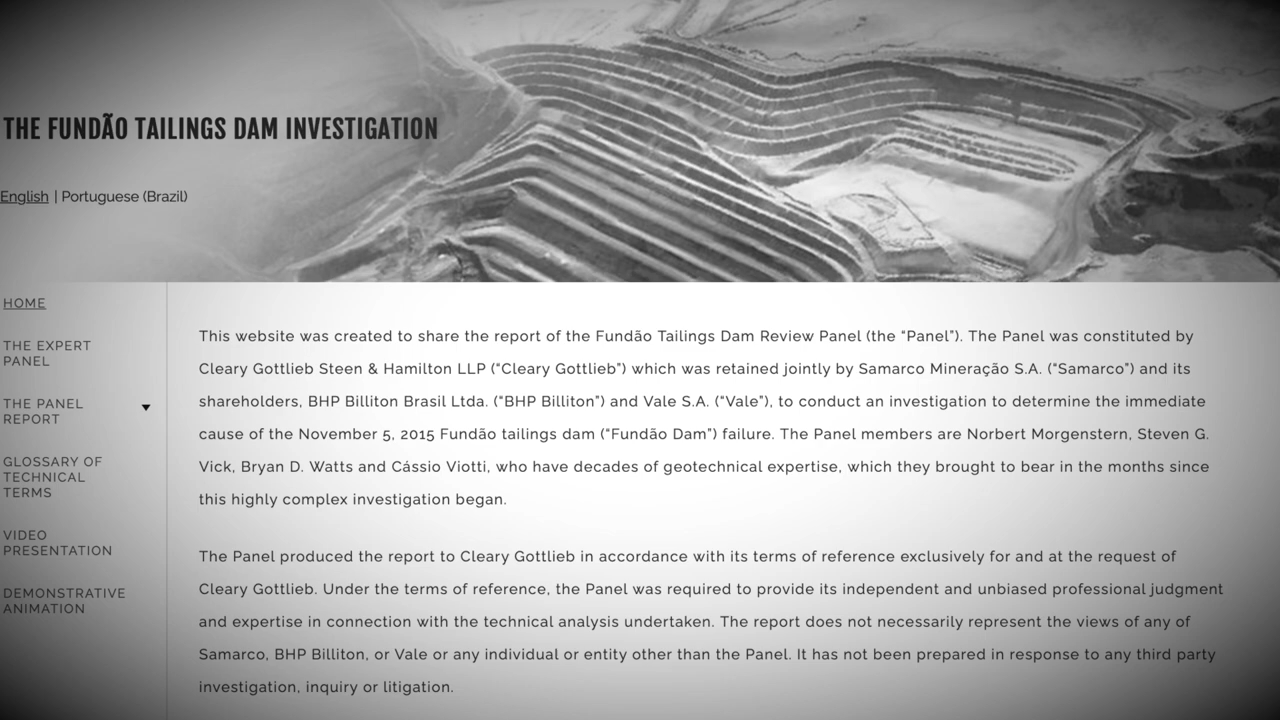 THE FUNDÃO TAILINGS DAM INVESTIGATION
English | Portuguese (Brazil)
HOME
THE EXPERT
PANEL
THE PANEL
REPORT
GLOSSARY OF
TECHNICAL
TERMS
VIDEO
PRESENTATION
DEMONSTRATIVE
ANIMATION
This website was created to share the report of the Fundão Tailings Dam Review Panel (the “Panel”). The Panel was constituted by
Cleary Gottlieb Steen & Hamilton LLP (“Cleary Gottlieb”) which was retained jointly by Samarco Mineração S.A. (“Samarco”) and its
shareholders, BHP Billiton Brasil Ltda. (“BHP Billiton”) and Vale S.A. (“Vale”), to conduct an investigation to determine the immediate
cause of the November 5, 2015 Fundão tailings dam (“Fundão Dam”) failure. The Panel members are Norbert Morgenstern, Steven G.
Vick, Bryan D. Watts and Cássio Viotti, who have decades of geotechnical expertise, which they brought to bear in the months since
this highly complex investigation began.
The Panel produced the report to Cleary Gottlieb in accordance with its terms of reference exclusively for and at the request of
Cleary Gottlieb. Under the terms of reference, the Panel was required to provide its independent and unbiased professional judgment
and expertise in connection with the technical analysis undertaken. The report does not necessarily represent the views of any of
Samarco, BHP Billiton, or Vale or any individual or entity other than the Panel. It has not been prepared in response to any third party
investigation, inquiry or litigation.